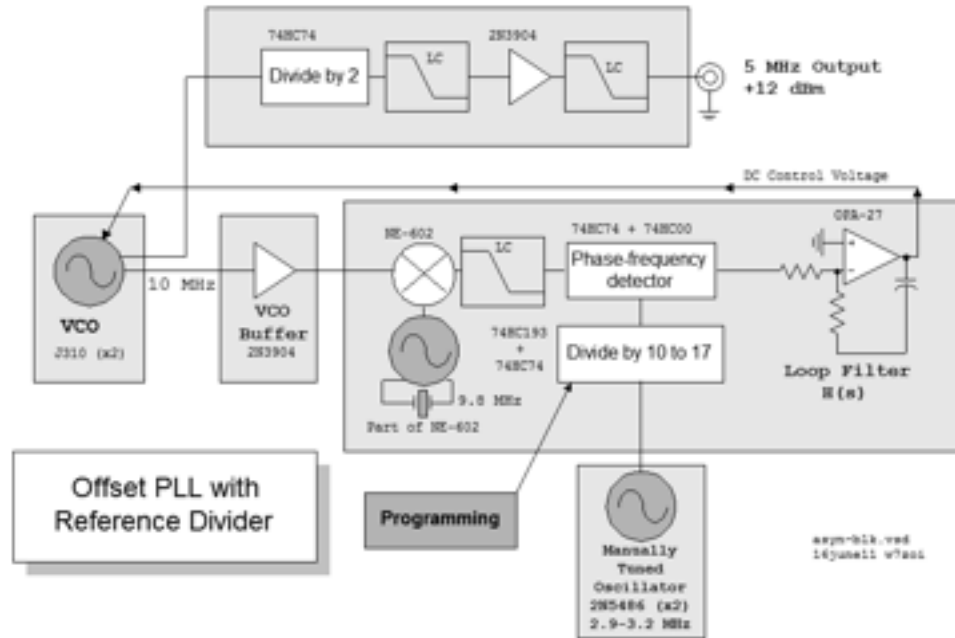 74HC74
Divide by 2
LC
2N3904
LC
5 MHz Output
+12 dBm
DC Control Voltage
VCO
J310 (x2)
10 MHz
VCO
Buffer
2N3904
NE-602
LC
74HC74 + 74HC00
Phase-frequency
detector
OPA-27
+
-
Loop Filter
H(s)
74HC193
+
74HC74
Divide by 10 to 17
9.8 MHz
Part of NE-602
Offset PLL with
Reference Divider
Programming
Manually
Tuned
Oscillator
2N5486 (x2)
2.9-3.2 MHz
16june11 w7zoi